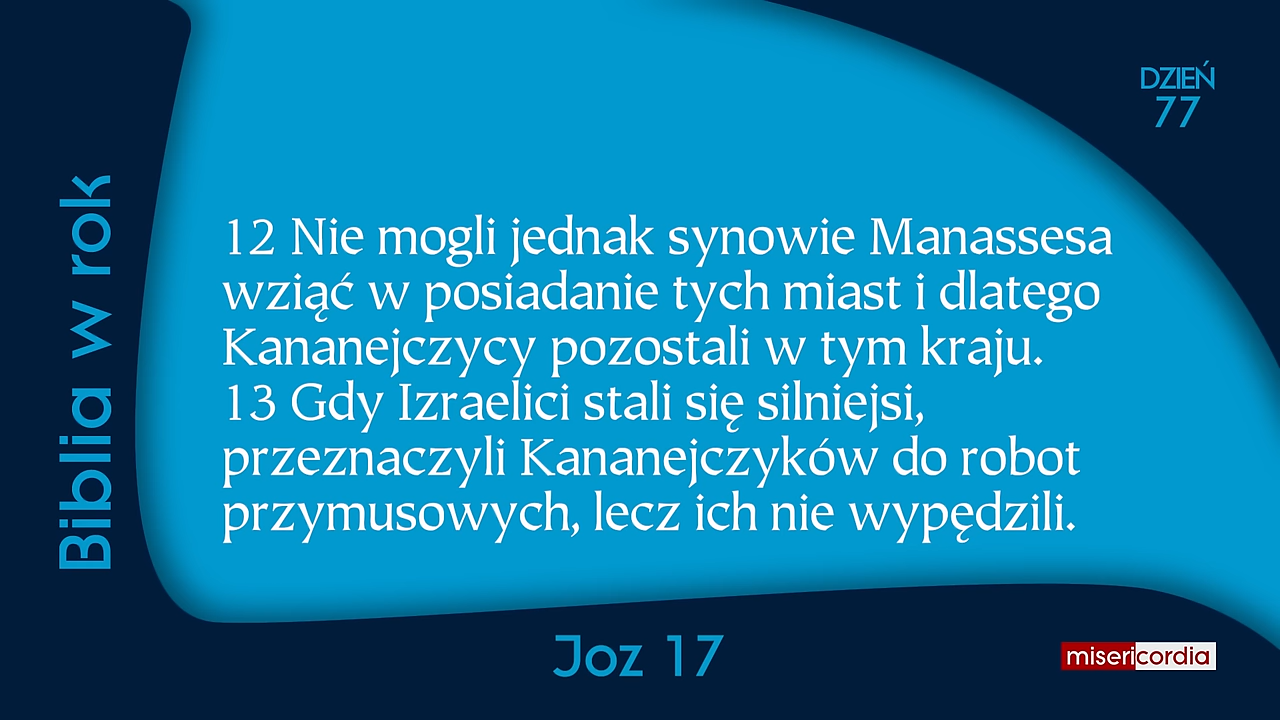 DZIEŃ
77
Biblia w rok
12 Nie mogli jednak synowie Manassesa
wziąć w posiadanie tych miast i dlatego
Kananejczycy pozostali w tym kraju.
13 Gdy Izraelici stali się silniejsi,
przeznaczyli Kananejczyków do robot
przymusowych, lecz ich nie wypędzili.
Joz 17
misericordia